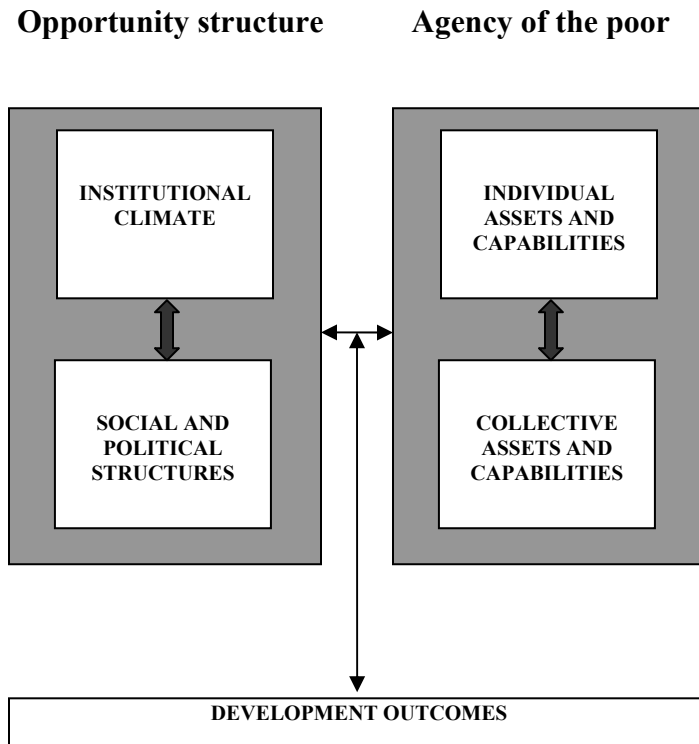 Opportunity structure
Agency of the poor
INSTITUTIONAL
CLIMATE
SOCIAL AND
POLITICAL
STRUCTURES
INDIVIDUAL
ASSETS AND
CAPABILITIES
COLLECTIVE
ASSETS AND
CAPABILITIES
DEVELOPMENT OUTCOMES